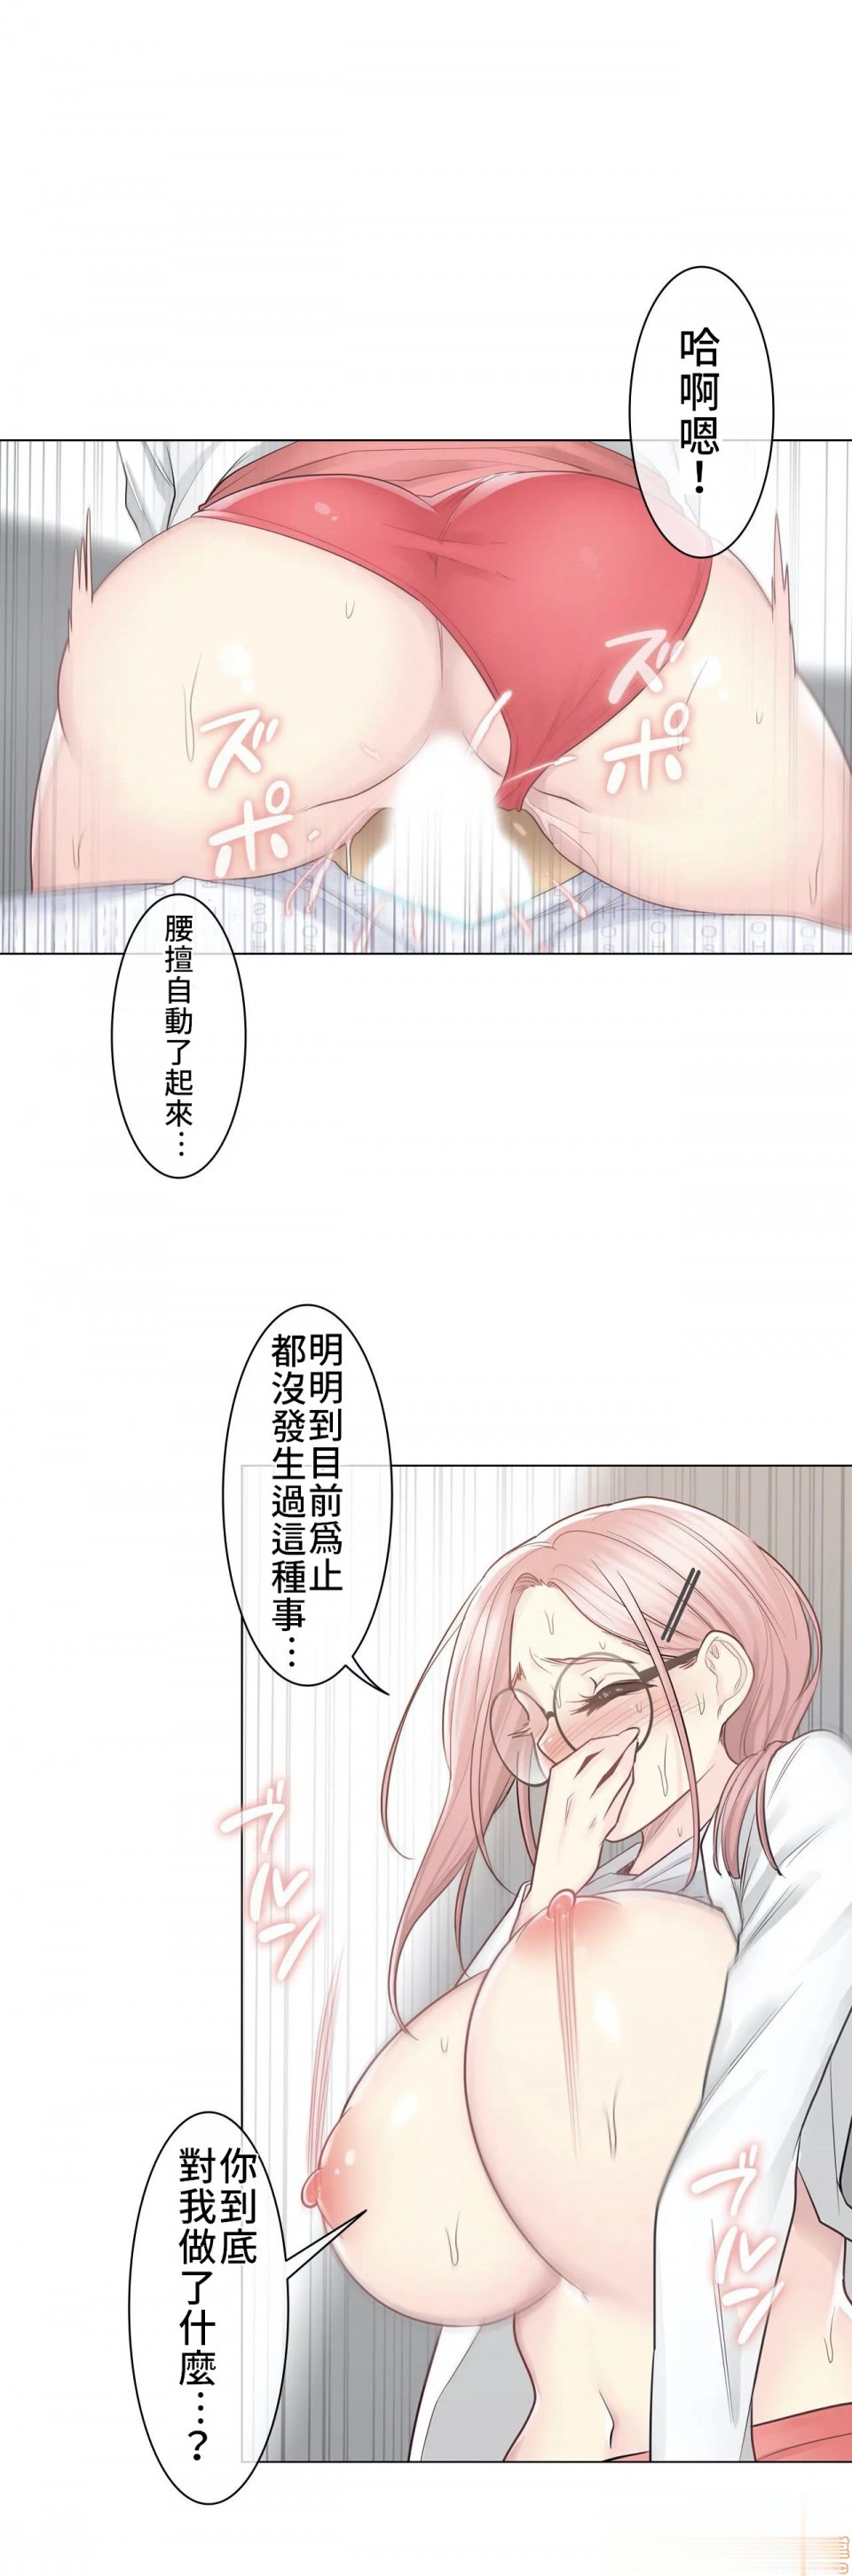 哈啊嗯！
ズポ
ズポ
腰擅自動了起來…
明明到目前爲止
都沒發生過這種事…
ブルン
你到底
對我做了什麼…？
ブルン